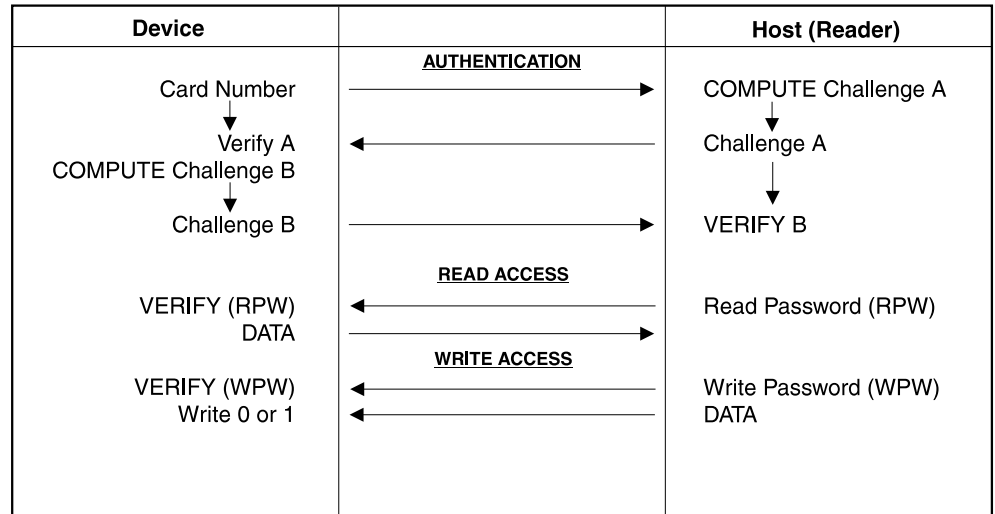 Device Host (Reader)
AUTHENTICATION
Card Number COMPUTE Challenge A
Verify A Challenge A
COMPUTE Challenge B
Challenge B VERIFY B
READ ACCESS
VERIFY (RPW) Read Password (RPW)
DATA
WRITE ACCESS
VERIFY (WPW) Write Password (WPW)
Write 0 or 1 DATA